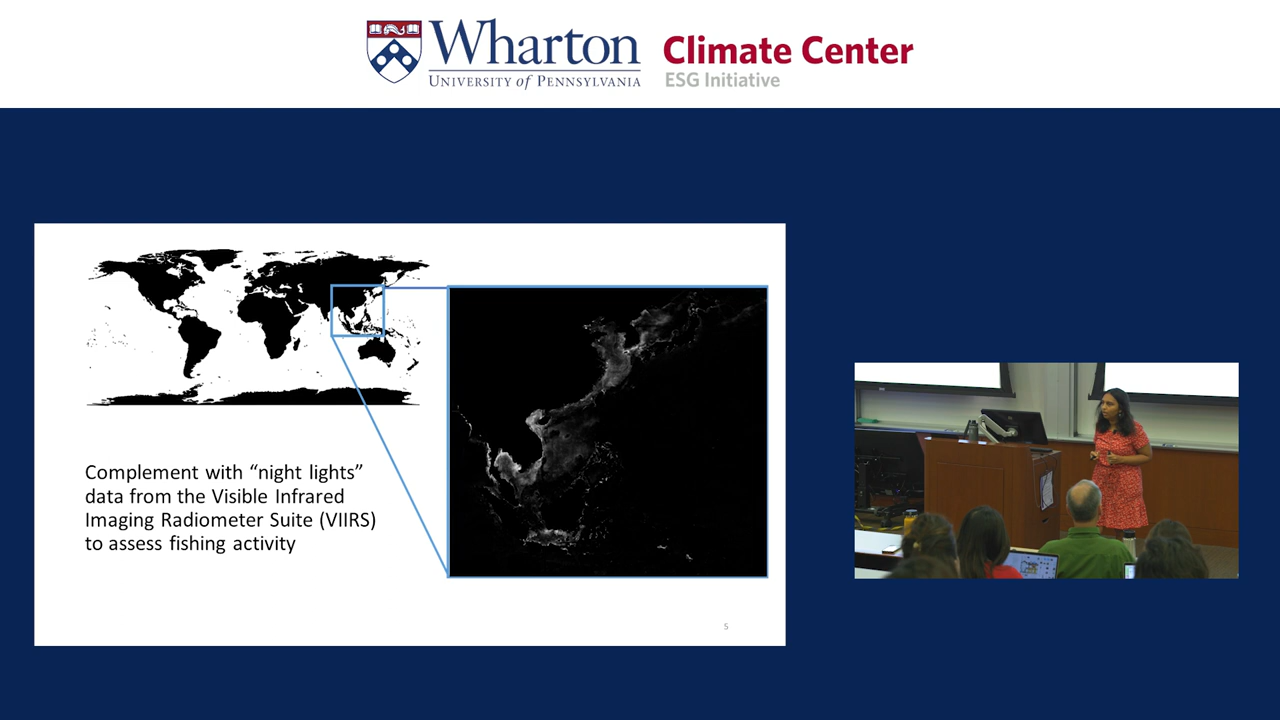 Wharton
UNIVERSITY of PENNSYLVANIA
Climate Center
ESG Initiative
Complement with “night lights”
data from the Visible Infrared
Imaging Radiometer Suite (VIIRS)
to assess fishing activity
5